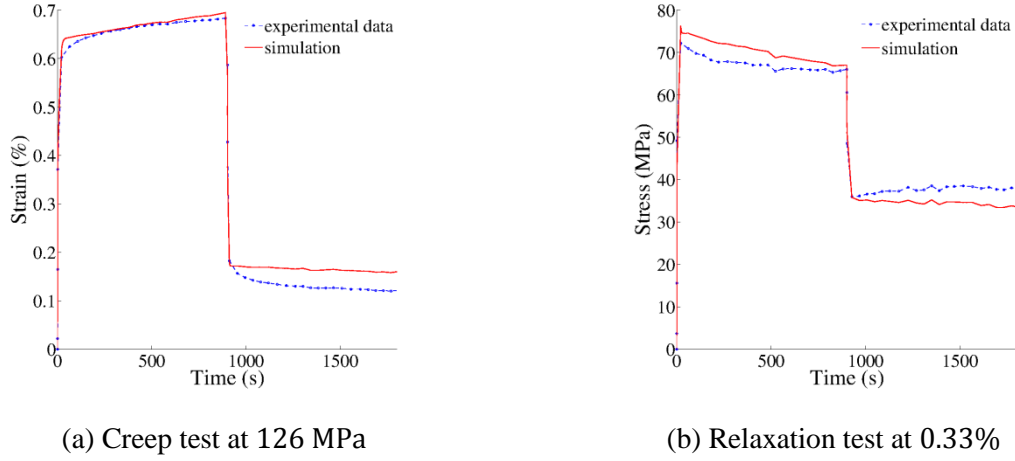 0.7
0.6
0.5
0.4
0.3
0.2
0.1
0
Strain (%)
0
500
1000
1500
Time (s)
experimental data
simulation
(a) Creep test at 126 MPa
80
70
60
50
40
30
20
10
0
Stress (MPa)
0
500
1000
1500
Time (s)
experimental data
simulation
(b) Relaxation test at 0.33%